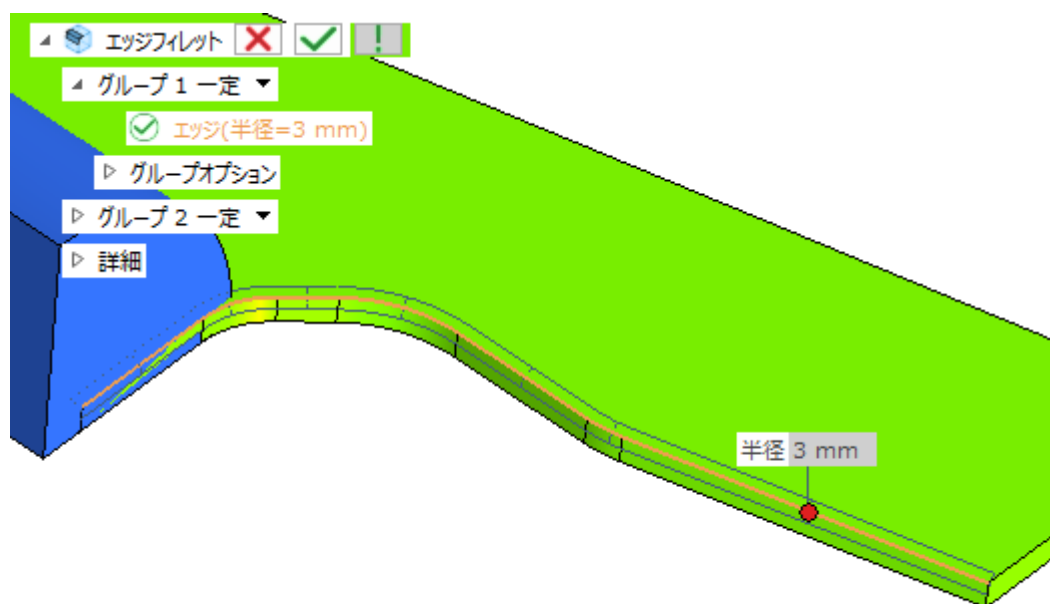 エッジフィレット
グループ 1 一定
エッジ(半径=3 mm)
グループオプション
グループ 2 一定
詳細
半径 3 mm